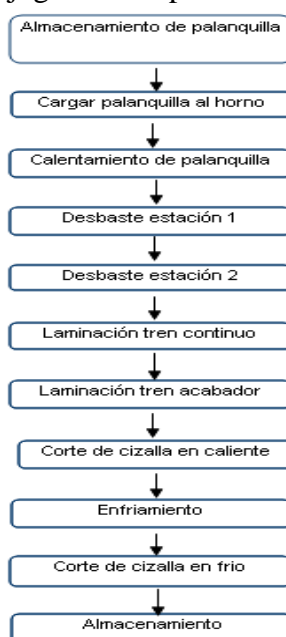 Almacenamiento de palanquilla
Cargar palanquilla al horno
Calentamiento de palanquilla
Desbaste estación 1
Desbaste estación 2
Laminación tren continuo
Laminación tren acabador
Corte de cizalla en caliente
Enfriamiento
Corte de cizalla en frio
Almacenamiento